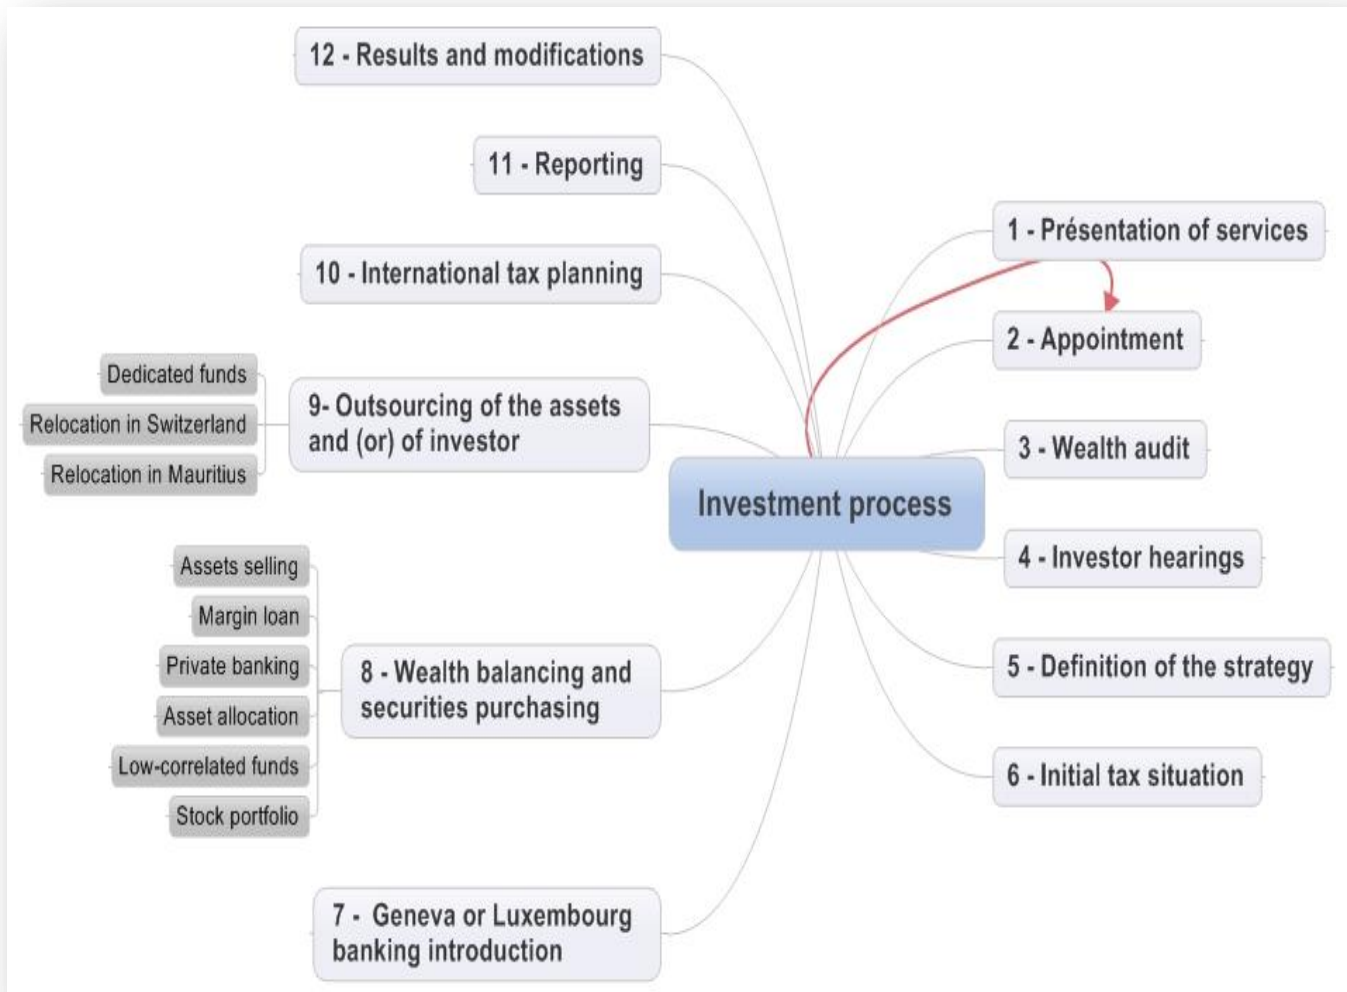 12 - Results and modifications
11 - Reporting
10 - International tax planning
Dedicated funds
Relocation in Switzerland
Relocation in Mauritius
9- Outsourcing of the assets
and (or) of investor
Assets selling
Margin loan
Private banking
Asset allocation
Low-correlated funds
Stock portfolio
8 - Wealth balancing and
securities purchasing
7 -  Geneva or Luxembourg
banking introduction
Investment process
1 - Présentation of services
2 - Appointment
3 - Wealth audit
4 - Investor hearings
5 - Definition of the strategy
6 - Initial tax situation